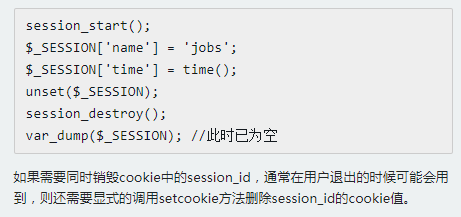 session_start();
$_SESSION['name'] = 'jobs';
$_SESSION['time'] = time();
unset($_SESSION);
session_destroy();
var_dump($_SESSION); //此时已为空
如果需要同时销毁cookie中的session_id，通常在用户退出的时候可能会用
到，则还需要显式的调用setcookie方法删除session_id的cookie值。